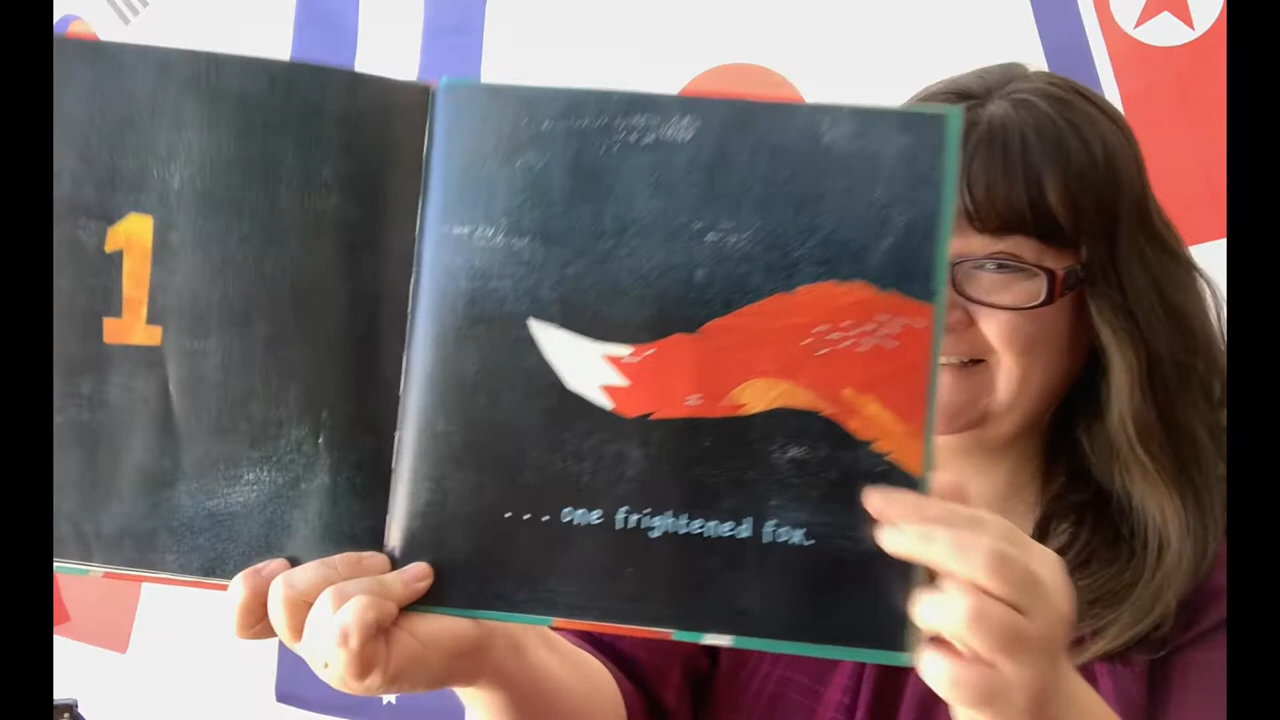 1
. . . one frightened fox.